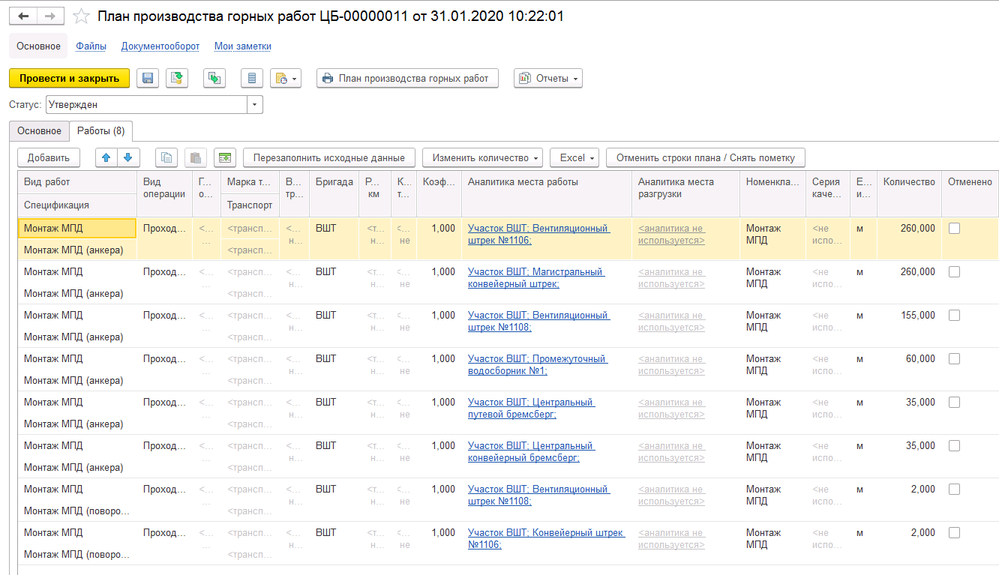 План производства горных работ ЦБ-00000011 от 31.01.2020 10:22:01
Основное Файлы Документооборот Мои заметки
Провести и закрыть План производства горных работ Отчеты
Статус: Утвержден
Основное Работы (8)
Добавить Перезаполнить исходные данные Изменить количество Excel Отменить строки плана / Снять пометку
Вид работ Вид Г... Марка т... В... Бригада Р... К... Коэф... Аналитика места работы Аналитика места Номенкла... Серия Е... Количество Отменено
операции о... тр... км т... разгрузки каче... и...
Спецификация Транспорт
Монтаж МПД Проход... <... <трансп... <... ВШТ <т... <... 1,000 Участок ВШТ; Вентиляционный <аналитика не Монтаж <не м 260,000
... н... н... не штрек №1106; используется> МПД испо...
Монтаж МПД (анкера) <трансп...
Монтаж МПД Проход... <... <трансп... <... ВШТ <т... <... 1,000 Участок ВШТ; Магистральный <аналитика не Монтаж <не м 260,000
... н... н... не конвейерный штрек; используется> МПД испо...
Монтаж МПД (анкера) <трансп...
Монтаж МПД Проход... <... <трансп... <... ВШТ <т... <... 1,000 Участок ВШТ; Вентиляционный <аналитика не Монтаж <не м 155,000
... н... н... не штрек №1108; используется> МПД испо...
Монтаж МПД (анкера) <трансп...
Монтаж МПД Проход... <... <трансп... <... ВШТ <т... <... 1,000 Участок ВШТ; Промежуточный <аналитика не Монтаж <не м 60,000
... н... н... не водосборник №1; используется> МПД испо...
Монтаж МПД (анкера) <трансп...
Монтаж МПД Проход... <... <трансп... <... ВШТ <т... <... 1,000 Участок ВШТ; Центральный <аналитика не Монтаж <не м 35,000
... н... н... не путевой бремсберг; используется> МПД испо...
Монтаж МПД (анкера) <трансп...
Монтаж МПД Проход... <... <трансп... <... ВШТ <т... <... 1,000 Участок ВШТ; Центральный <аналитика не Монтаж <не м 35,000
... н... н... не конвейерный бремсберг; используется> МПД испо...
Монтаж МПД (анкера) <трансп...
Монтаж МПД Проход... <... <трансп... <... ВШТ <т... <... 1,000 Участок ВШТ; Вентиляционный <аналитика не Монтаж <не м 2,000
... н... н... не штрек №1108; используется> МПД испо...
Монтаж МПД (поворо... <трансп...
Монтаж МПД Проход... <... <трансп... <... ВШТ <т... <... 1,000 Участок ВШТ; Конвейерный штрек <аналитика не Монтаж <не м 2,000
... н... н... не №1106; используется> МПД испо...
Монтаж МПД (поворо... <трансп...